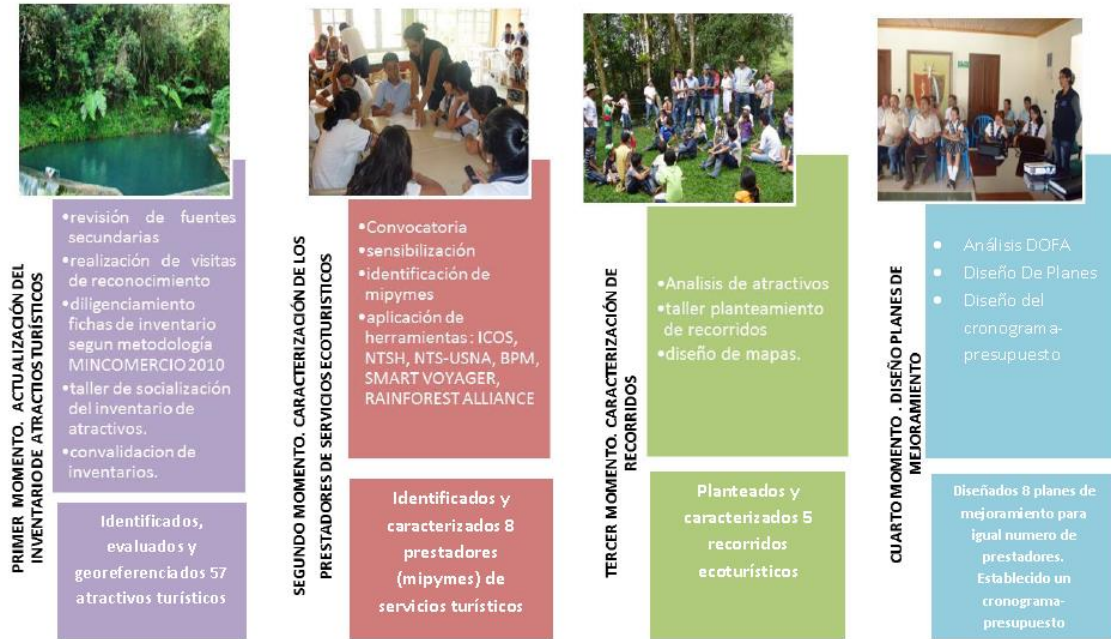 PRIMER MOMENTO. ACTUALIZACIÓN DEL
INVENTARIO DE ATRACTIOS TURÍSTICOS
•revisión de fuentes
secundarias
•realización de visitas
de reconocimiento
•diligenciamiento
fichas de inventario
segun metodología
MINCOMERCIO 2010
•taller de socialización
del inventario de
atractivos.
•convalidacion de
inventarios.
Identificados,
evaluados y
georeferenciados 57
atractivos turísticos
SEGUNDO MOMENTO. CARACTERIZACIÓN DE LOS
PRESTADORES DE SERVICIOS ECOTURISTICOS
•Convocatoria
•sensibilización
•identificación de
mipymes
•aplicación de
herramientas : ICOS,
NTSH, NTS-USNA, BPM,
SMART VOYAGER,
RAINFOREST ALLIANCE
Identificados y
caracterizados 8
prestadores
(mipymes) de
servicios turísticos
TERCER MOMENTO. CARACTERIZACIÓN DE
RECORRIDOS
•Analisis de atractivos
•taller planteamiento
de recorridos
•diseño de mapas.
Planteados y
caracterizados 5
recorridos
ecoturísticos
CUARTO MOMENTO . DISEÑO PLANES DE
MEJORAMIENTO
• Análisis DOFA
• Diseño De Planes
• Diseño del
cronograma-
presupuesto
Diseñados 8 planes de
mejoramiento para
igual numero de
prestadores.
Establecido un
cronograma-
presupuesto